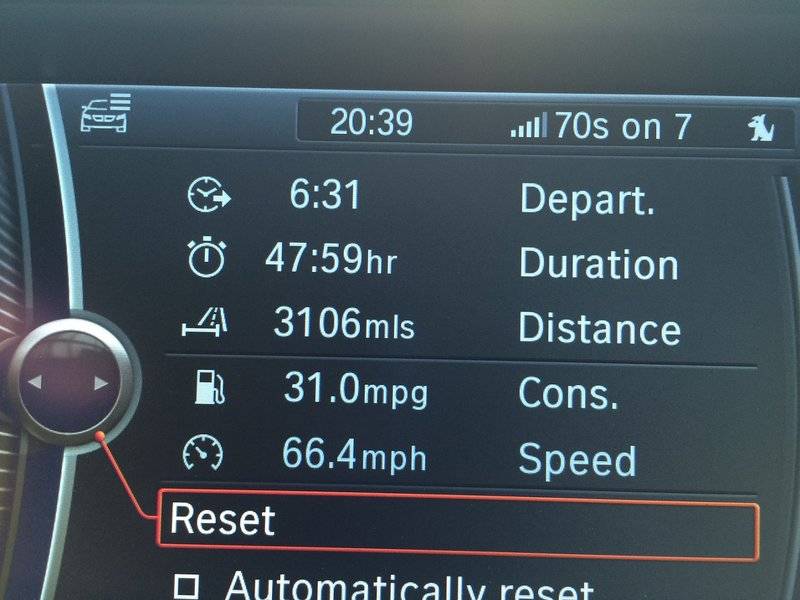 20:39 70s on 7
6:31 Depart.
47:59hr Duration
3106mls Distance
31.0mpg Cons.
66.4mph Speed
Reset
Automatically reset